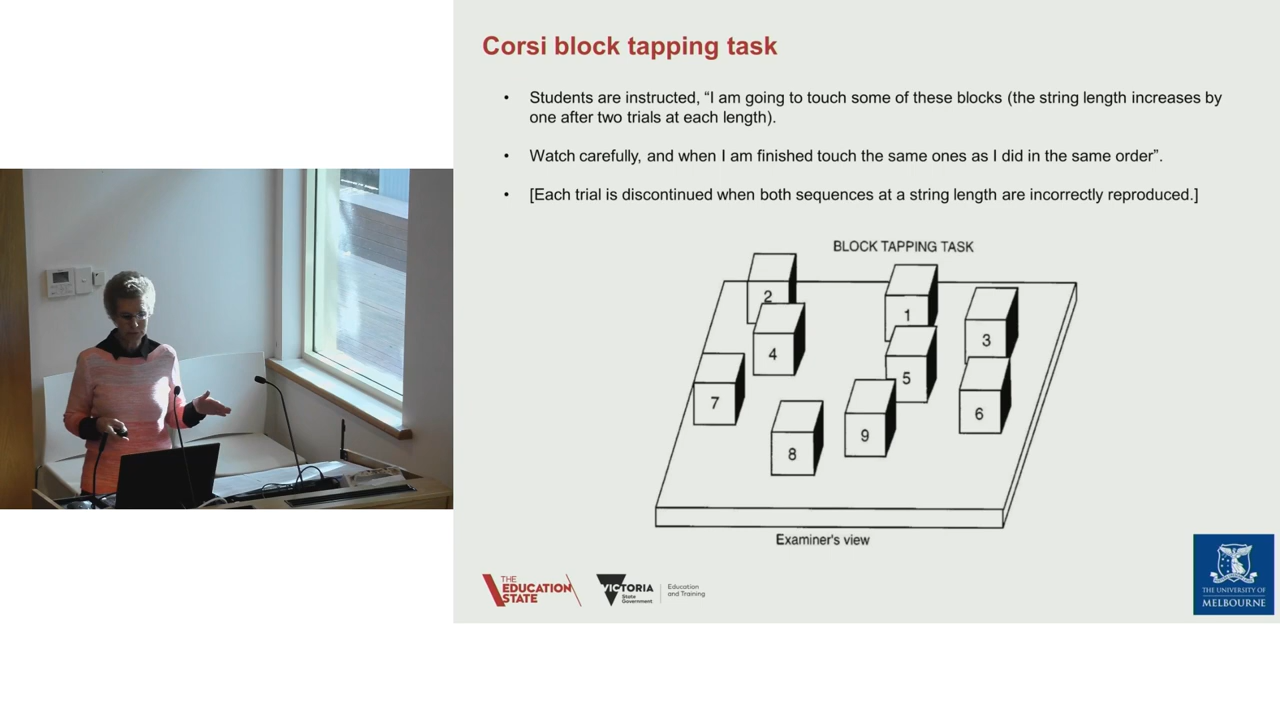 Corsi block tapping task
• Students are instructed, “I am going to touch some of these blocks (the string length increases by
one after two trials at each length).
• Watch carefully, and when I am finished touch the same ones as I did in the same order”.
• [Each trial is discontinued when both sequences at a string length are incorrectly reproduced.]
BLOCK TAPPING TASK
2
1
3
4
5
7
6
9
8
Examiner's view
THE
EDUCATION
STATE
VICTORIA
State
Government
Education
and Training
THE UNIVERSITY OF
MELBOURNE